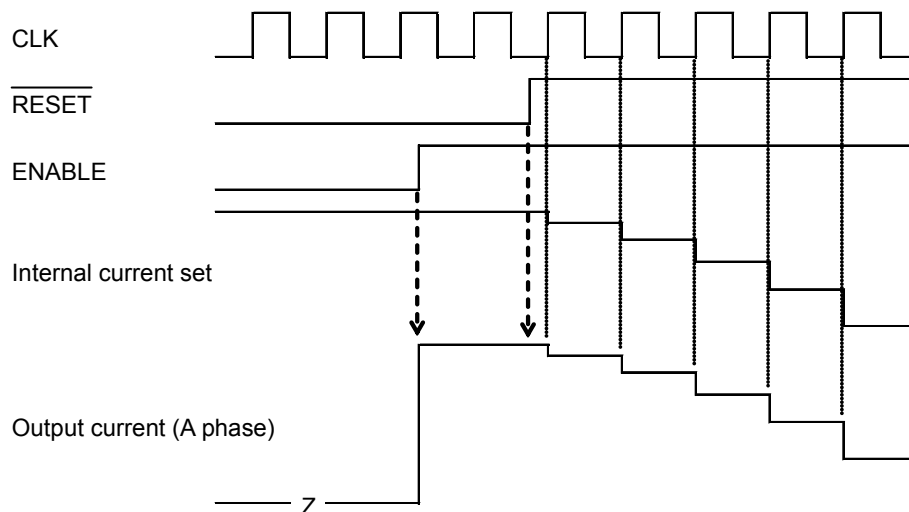 CLK
RESET
ENABLE
Internal current set
Output current (A phase)
Z